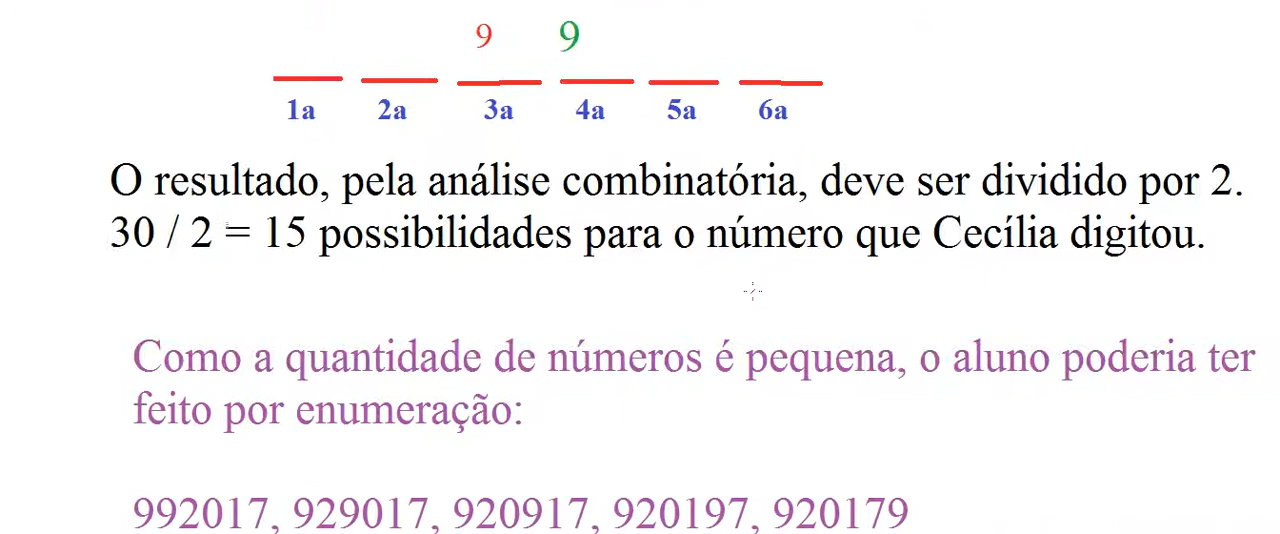 9 9
1a 2a 3a 4a 5a 6a
O resultado, pela análise combinatória, deve ser dividido por 2.
30 / 2 = 15 possibilidades para o número que Cecília digitou.
Como a quantidade de números é pequena, o aluno poderia ter
feito por enumeração:
992017, 929017, 920917, 920197, 920179